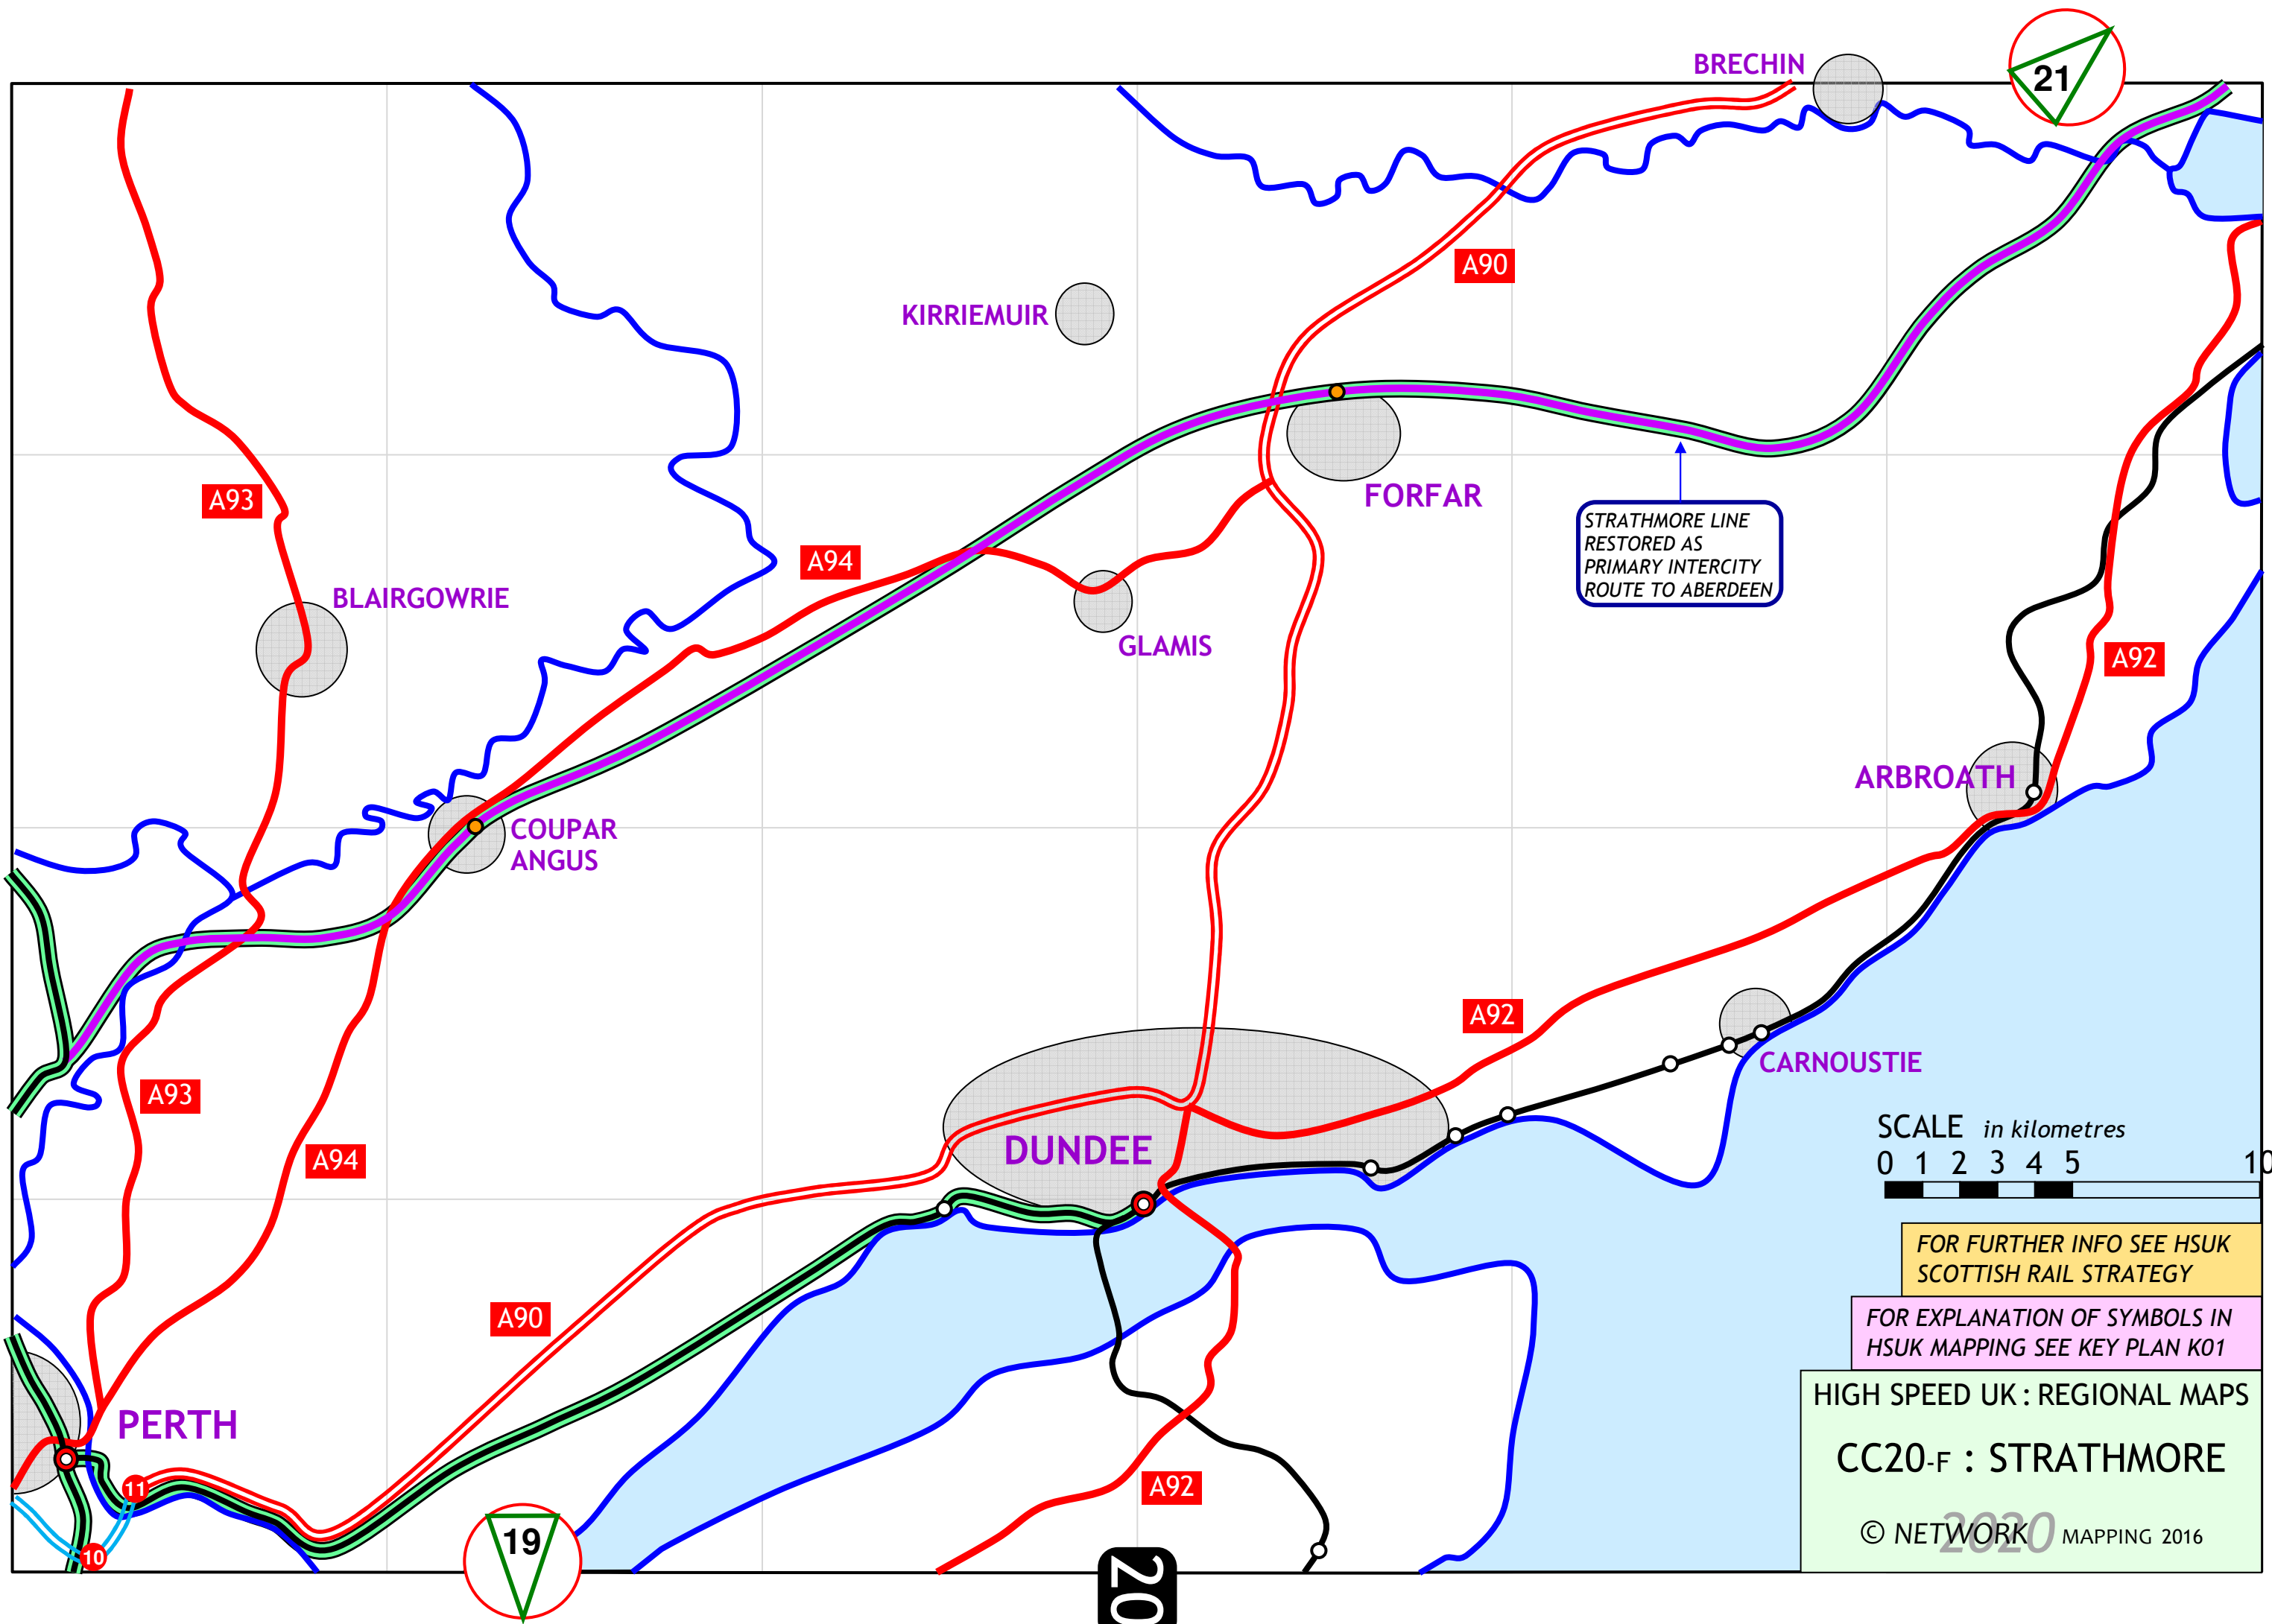 BRECHIN
21
A90
KIRRIEMUIR
A93
FORFAR
STRATHMORE LINE
RESTORED AS
PRIMARY INTERCITY
ROUTE TO ABERDEEN
A94
BLAIRGOWRIE
GLAMIS
A92
ARBROATH
COUPAR
ANGUS
A92
CARNOUSTIE
A93
DUNDEE
A94
SCALE in kilometres
0 1 2 3 4 5 10
FOR FURTHER INFO SEE HSUK
SCOTTISH RAIL STRATEGY
A90
FOR EXPLANATION OF SYMBOLS IN
HSUK MAPPING SEE KEY PLAN K01
HIGH SPEED UK : REGIONAL MAPS
PERTH
CC20-F : STRATHMORE
11
A92
2020
© NETWORK MAPPING 2016
19
10
20